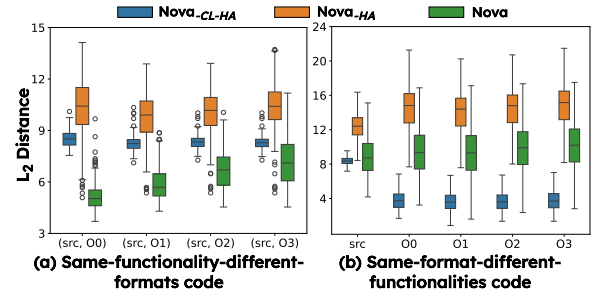 Nova-CL-HA Nova-HA Nova
L2 Distance
15
12
9
6
3
(src, O0) (src, O1) (src, O2) (src, O3)
(a) Same-functionality-different-
formats code
24
20
16
12
8
4
src O0 O1 O2 O3
(b) Same-format-different-
functionalities code